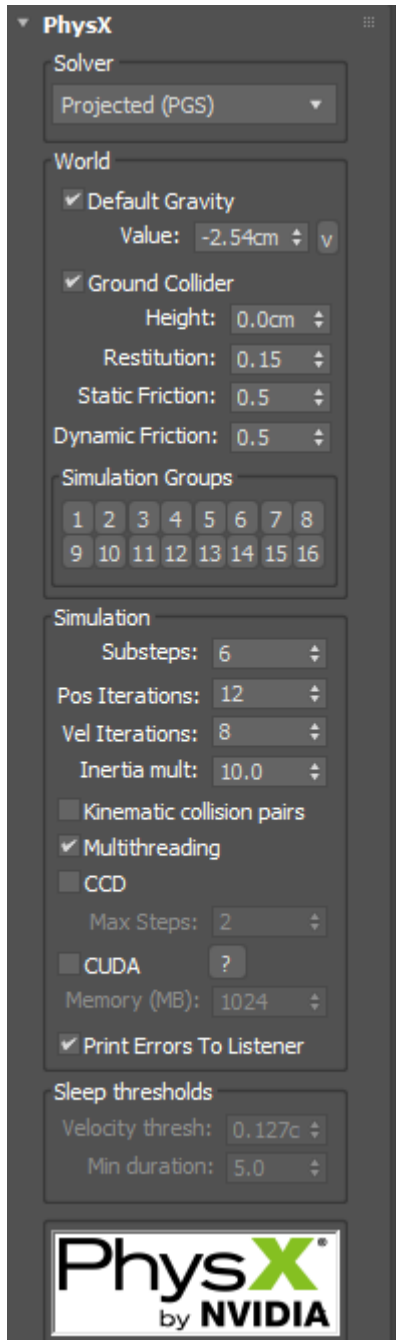 PhysX
Solver
Projected (PGS)
World
Default Gravity
Value: -2.54cm v
Ground Collider
Height: 0.0cm
Restitution: 0.15
Static Friction: 0.5
Dynamic Friction: 0.5
Simulation Groups
1 2 3 4 5 6 7 8
9 10 11 12 13 14 15 16
Simulation
Substeps: 6
Pos Iterations: 12
Vel Iterations: 8
Inertia mult: 10.0
Kinematic collision pairs
Multithreading
CCD
Max Steps: 2
CUDA ?
Memory (MB): 1024
Print Errors To Listener
Sleep thresholds
Velocity thresh: 0.127c
Min duration: 5.0
PhysX®
by NVIDIA